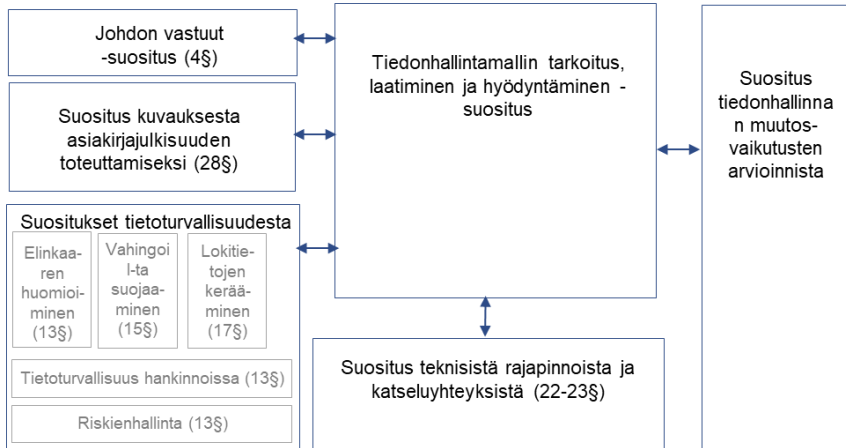 Johdon vastuut
-suositus (4§)
Suositus kuvauksesta
asiakirjajulkisuuden
toteuttamiseksi (28§)
Suositukset tietoturvallisuudesta
Elinkaa-
ren
huomioi-
minen
(13§)
Vahingoi
l-ta
suojaa-
minen
(15§)
Lokitie-
tojen
kerää-
minen
(17§)
Tietoturvallisuus hankinnoissa (13§)
Riskienhallinta (13§)
Tiedonhallintamallin tarkoitus,
laatiminen ja hyödyntäminen -
suositus
Suositus teknisistä rajapinnoista ja
katseluyhteyksistä (22-23§)
Suositus
tiedonhallinna
n muutos-
vaikutusten
arvioinnista